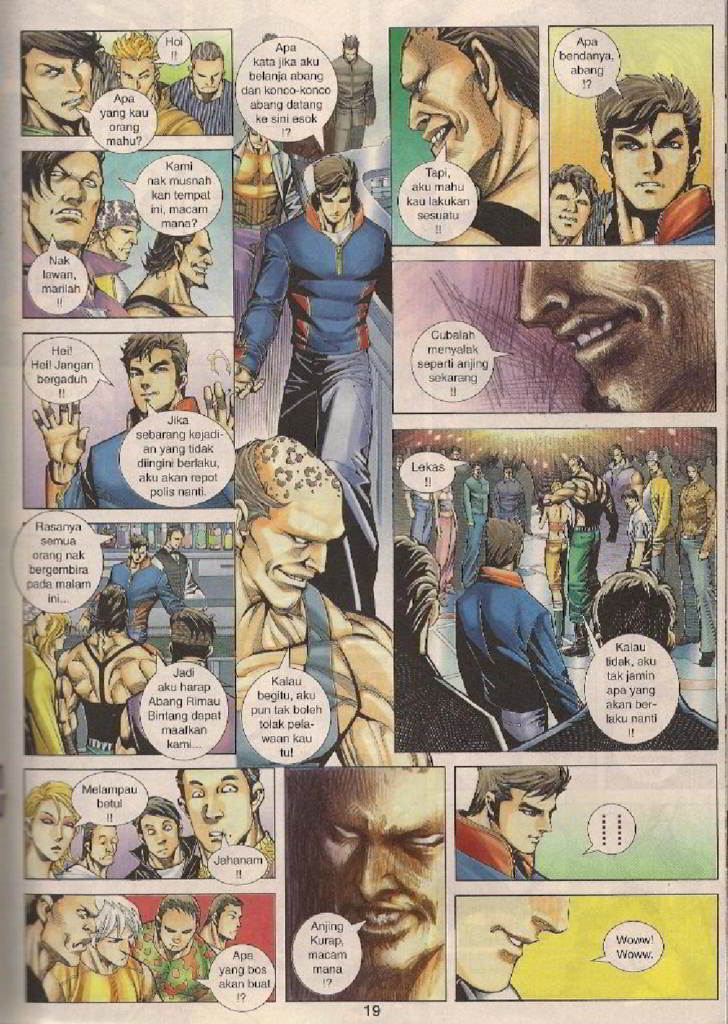 Hoi
!!
Apa
yang kau
orang
mahu?
Kami
nak musnah
kan tempat
ini, macam
mana?
Nak
lawan,
marilah
!!
Hei!
Hei! Jangan
bergaduh
!!
Jika
sebarang kejadi-
an yang tidak
diingini berlaku,
aku akan repot
polis nanti.
Rasanya
semua
orang nak
bergembira
pada malam
ini...
Jadi
aku harap
Abang Rimau
Bintang dapat
maafkan
kami...
Apa
kata jika aku
belanja abang
dan konco-konco
abang datang
ke sini esok
!?
Kalau
begitu, aku
pun tak boleh
tolak pela-
waan kau
tu!
Tapi,
aku mahu
kau lakukan
sesuatu
!!
Apa
bendanya,
abang
!?
Cubalah
menyalak
seperti anjing
sekarang
!!
Lekas
!!
Kalau
tidak, aku
tak jamin
apa yang
akan ber-
laku nanti
!!
Melampau
betul
!!
Jahanam
!!
Apa
yang bos
akan buat
!?
Anjing
Kurap,
macam
mana
!?
!!!!
Woww!
Woww.
19